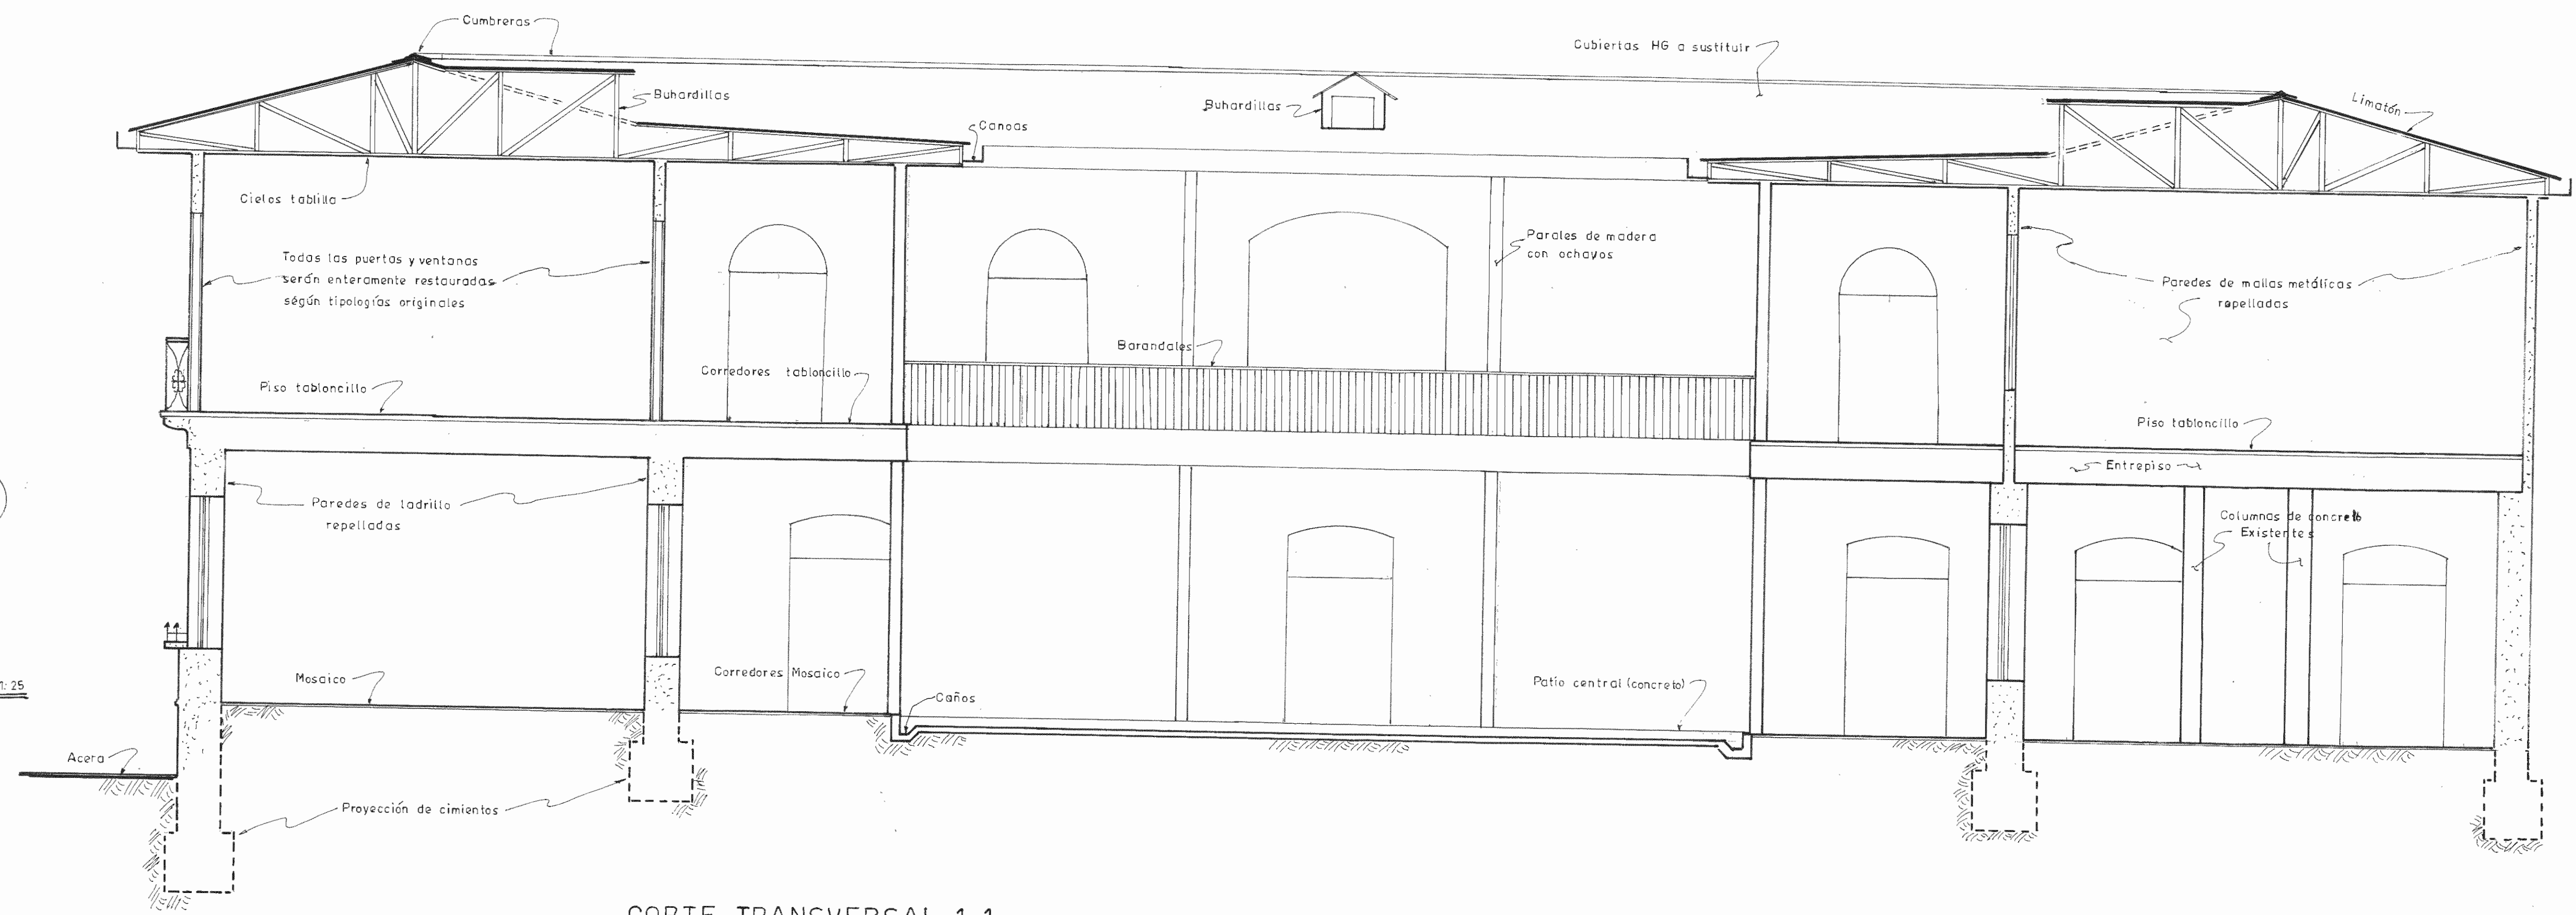 Cumbreras
Cubiertas HG a sustituir
Buhardillas
Buhardillas
Limatón
Canoas
Cielos tablilla
Todas las puertas y ventanas
serán enteramente restauradas
ségún tipologías originales
Parales de madera
con ochavos
Paredes de mallas metálicas
repelladas
Barandales
Piso tabloncillo
Corredores tabloncillo
Piso tabloncillo
Entrepiso
Paredes de ladrillo
repelladas
Columnas de concreto
Existentes
Mosaico
Corredores Mosaico
Caños
Patio central (concreto)
1:25
Acera
Proyección de cimientos
CORTE TRANSVERSAL 1-1